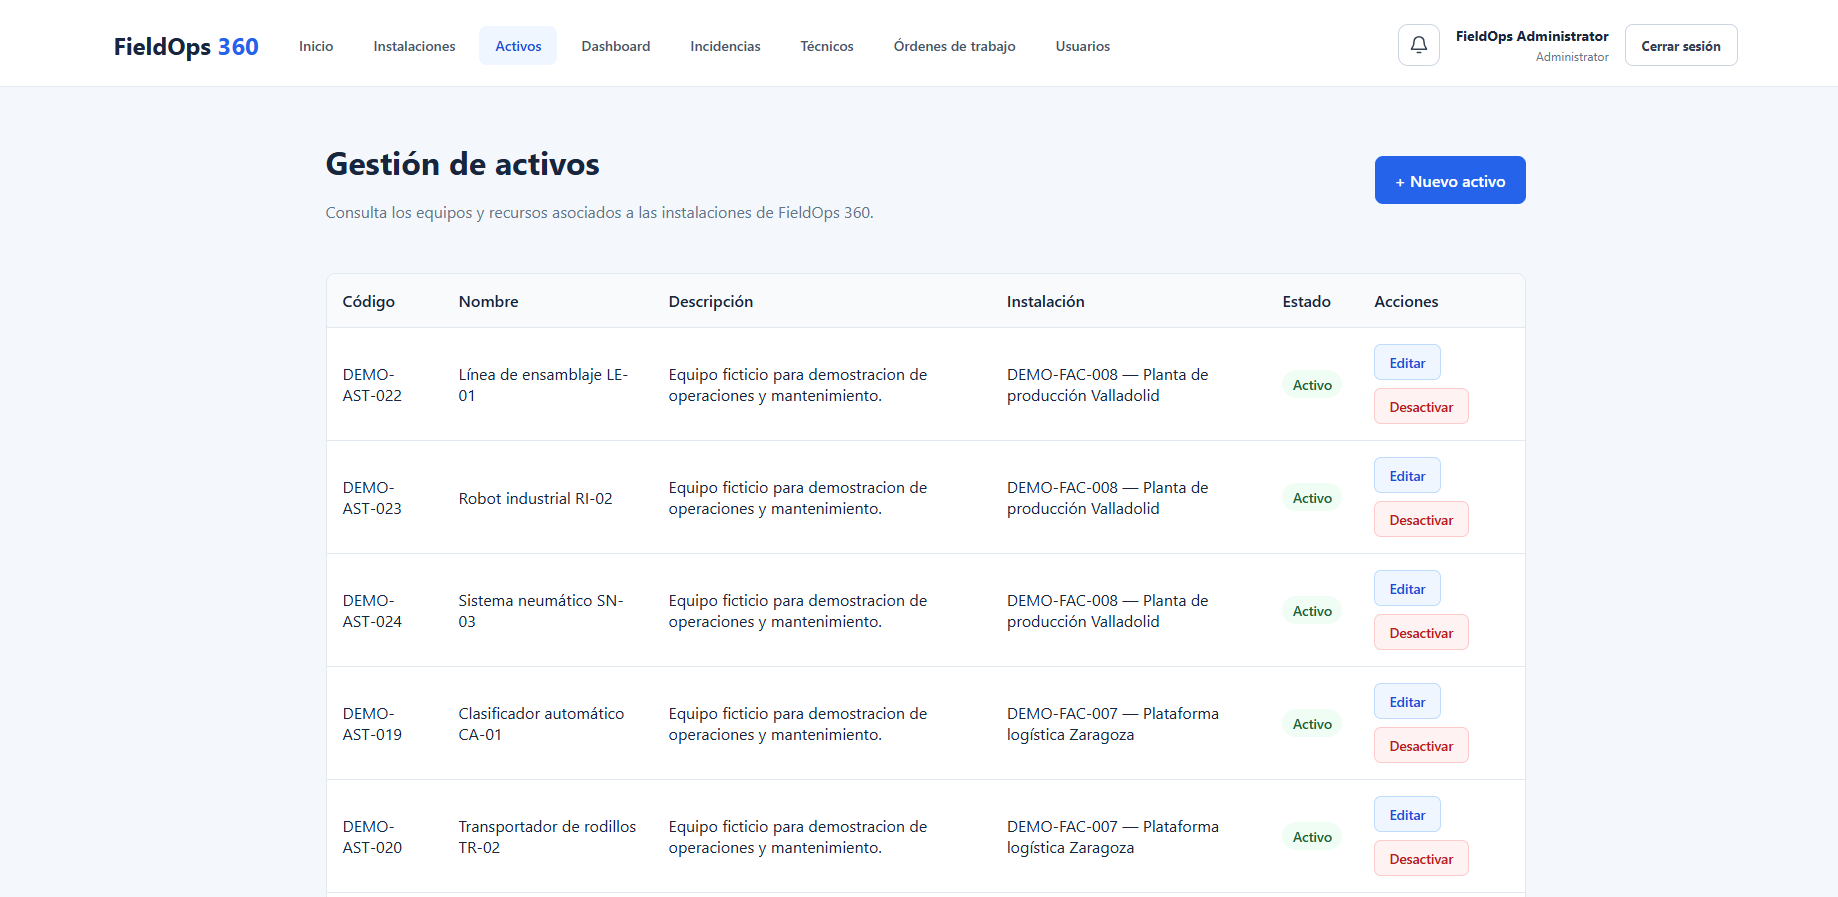 FieldOps 360
Inicio
Instalaciones
Activos
Dashboard
Incidencias
Técnicos
Órdenes de trabajo
Usuarios
FieldOps Administrator
Administrator
Cerrar sesión
Gestión de activos
Consulta los equipos y recursos asociados a las instalaciones de FieldOps 360.
+ Nuevo activo
Código
Nombre
Descripción
Instalación
Estado
Acciones
DEMO-
AST-022
Línea de ensamblaje LE-
01
Equipo ficticio para demostracion de
operaciones y mantenimiento.
DEMO-FAC-008 — Planta de
producción Valladolid
Activo
Editar
Desactivar
DEMO-
AST-023
Robot industrial RI-02
Equipo ficticio para demostracion de
operaciones y mantenimiento.
DEMO-FAC-008 — Planta de
producción Valladolid
Activo
Editar
Desactivar
DEMO-
AST-024
Sistema neumático SN-
03
Equipo ficticio para demostracion de
operaciones y mantenimiento.
DEMO-FAC-008 — Planta de
producción Valladolid
Activo
Editar
Desactivar
DEMO-
AST-019
Clasificador automático
CA-01
Equipo ficticio para demostracion de
operaciones y mantenimiento.
DEMO-FAC-007 — Plataforma
logística Zaragoza
Activo
Editar
Desactivar
DEMO-
AST-020
Transportador de rodillos
TR-02
Equipo ficticio para demostracion de
operaciones y mantenimiento.
DEMO-FAC-007 — Plataforma
logística Zaragoza
Activo
Editar
Desactivar